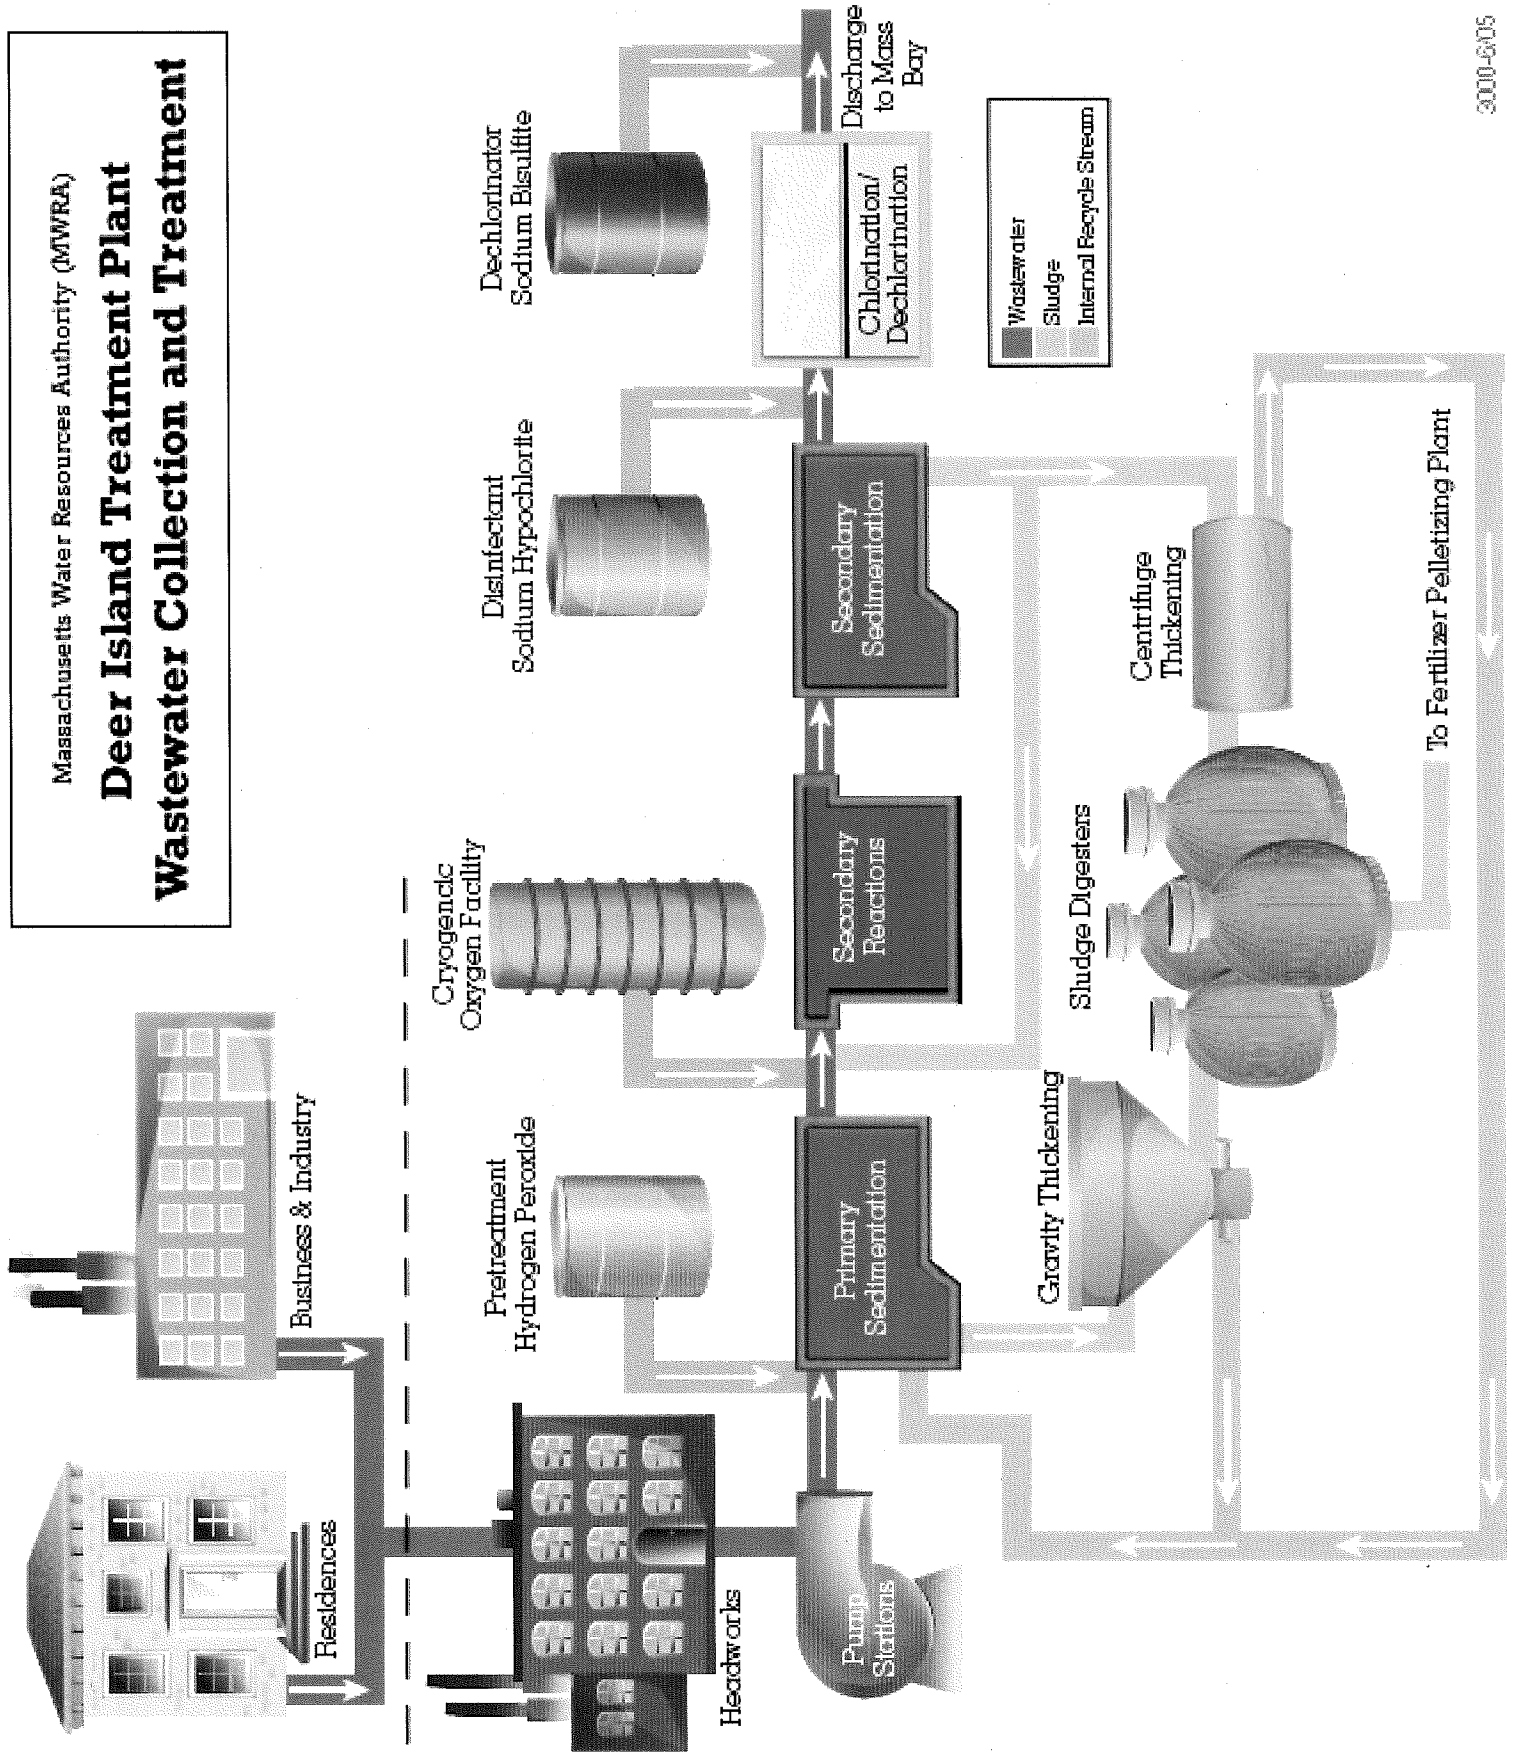 Massachusetts Water Resources Authority (MWRA)
Deer Island Treatment Plant
Wastewater Collection and Treatment
Residences
Business & Industry
Headworks
Pretreatment
Hydrogen Peroxide
Cryogenic
Oxygen Facility
Disinfectant
Sodium Hypochlorite
Dechlorinator
Sodium Bisulfite
Pump
Stations
Primary
Sedimentation
Secondary
Reactions
Secondary
Sedimentation
Chlorination/
Dechlorination
Discharge
to Mass
Bay
Wastewater
Sludge
Internal Recycle Stream
Gravity Thickening
Sludge Digesters
Centrifuge
Thickening
To Fertilizer Pelletizing Plant
3000-6/05